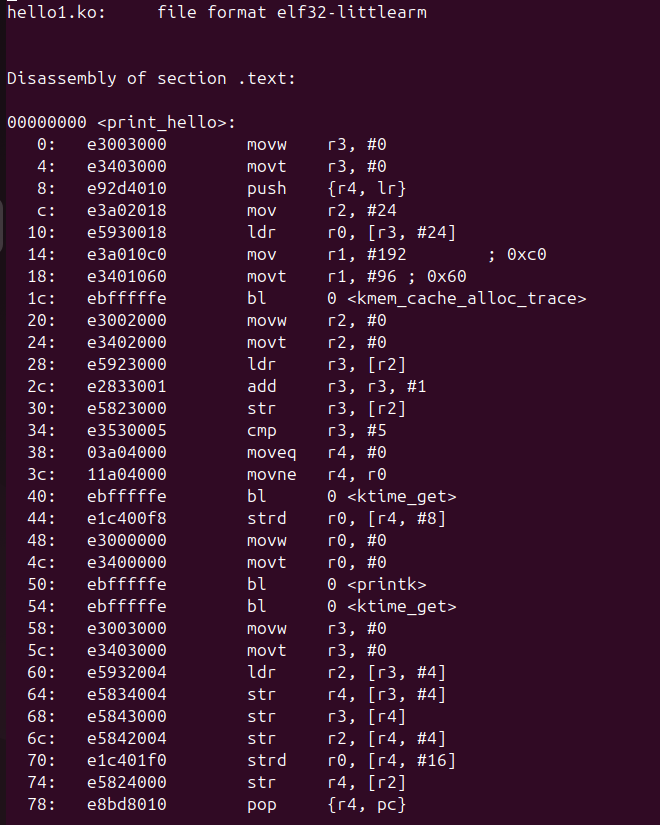 hello1.ko:     file format elf32-littlearm
Disassembly of section .text:
00000000 <print_hello>:
   0:   e3003000        movw    r3, #0
   4:   e3403000        movt    r3, #0
   8:   e92d4010        push    {r4, lr}
   c:   e3a02018        mov     r2, #24
  10:   e5930018        ldr     r0, [r3, #24]
  14:   e3a010c0        mov     r1, #192        ; 0xc0
  18:   e3401060        movt    r1, #96 ; 0x60
  1c:   ebfffffe        bl      0 <kmem_cache_alloc_trace>
  20:   e3002000        movw    r2, #0
  24:   e3402000        movt    r2, #0
  28:   e5923000        ldr     r3, [r2]
  2c:   e2833001        add     r3, r3, #1
  30:   e5823000        str     r3, [r2]
  34:   e3530005        cmp     r3, #5
  38:   03a04000        moveq   r4, #0
  3c:   11a04000        movne   r4, r0
  40:   ebfffffe        bl      0 <ktime_get>
  44:   e1c400f8        strd    r0, [r4, #8]
  48:   e3000000        movw    r0, #0
  4c:   e3400000        movt    r0, #0
  50:   ebfffffe        bl      0 <printk>
  54:   ebfffffe        bl      0 <ktime_get>
  58:   e3003000        movw    r3, #0
  5c:   e3403000        movt    r3, #0
  60:   e5932004        ldr     r2, [r3, #4]
  64:   e5834004        str     r4, [r3, #4]
  68:   e5843000        str     r3, [r4]
  6c:   e5842004        str     r2, [r4, #4]
  70:   e1c401f0        strd    r0, [r4, #16]
  74:   e5824000        str     r4, [r2]
  78:   e8bd8010        pop     {r4, pc}